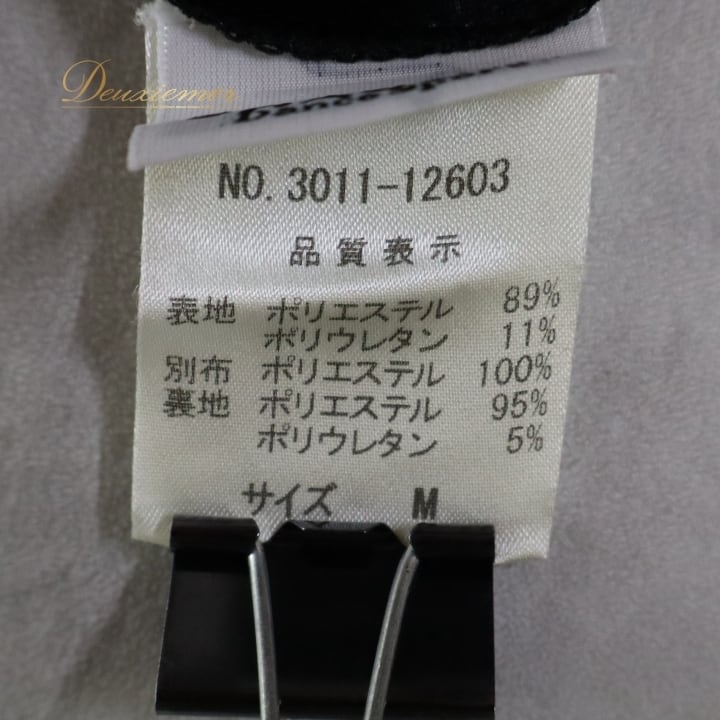 Deuxiemer
NO. 3011-12603
品質表示
表地 ポリエステル 89%
ポリウレタン 11%
別布 ポリエステル 100%
裏地 ポリエステル 95%
ポリウレタン 5%
サイズ M